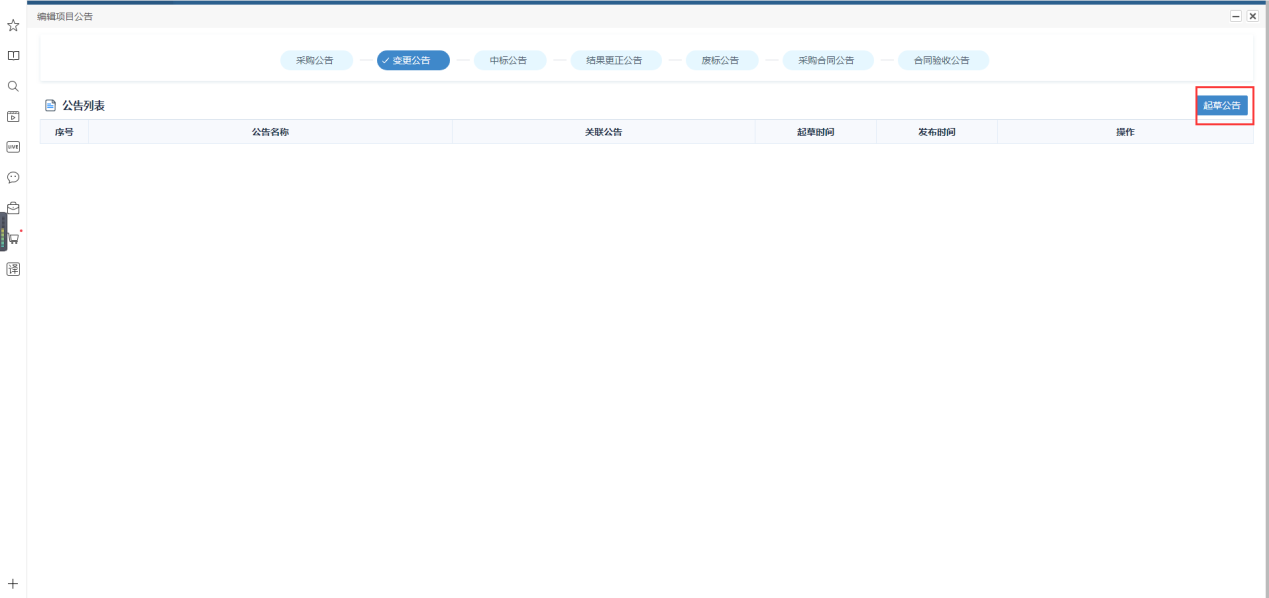 编辑项目公告
采购公告 变更公告 中标公告 结果更正公告 废标公告 采购合同公告 合同验收公告
公告列表 起草公告
序号 公告名称 关联公告 起草时间 发布时间 操作
LIVE
译